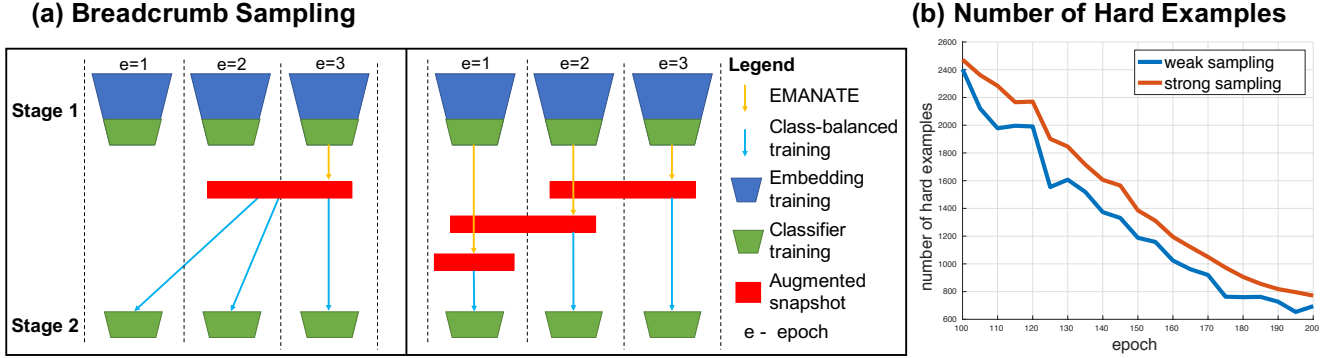 (a) Breadcrumb Sampling
e=1 e=2 e=3
Stage 1
Stage 2
e=1 e=2 e=3
Legend
EMANATE
Class-balanced
training
Embedding
training
Classifier
training
Augmented
snapshot
e - epoch
(b) Number of Hard Examples
number of hard examples
2600
2400
2200
2000
1800
1600
1400
1200
1000
800
600
weak sampling
strong sampling
100 110 120 130 140 150 160 170 180 190 200
epoch